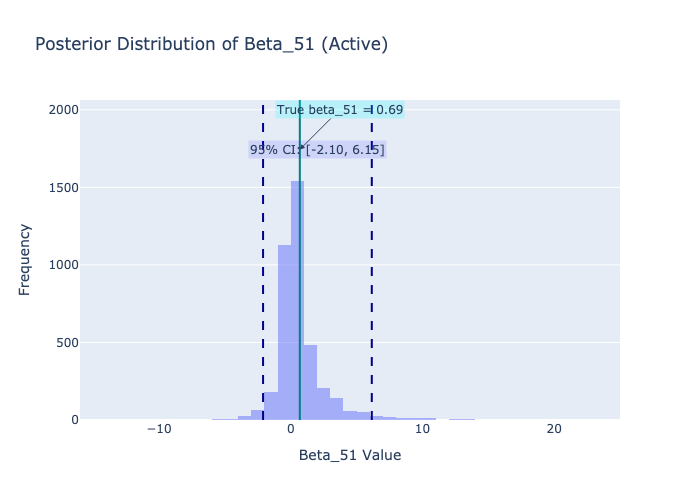 Posterior Distribution of Beta_51 (Active)
True beta_51 = 0.69
95% CI: [-2.10, 6.15]
2000
1500
1000
500
0
Frequency
−10 0 10 20
Beta_51 Value